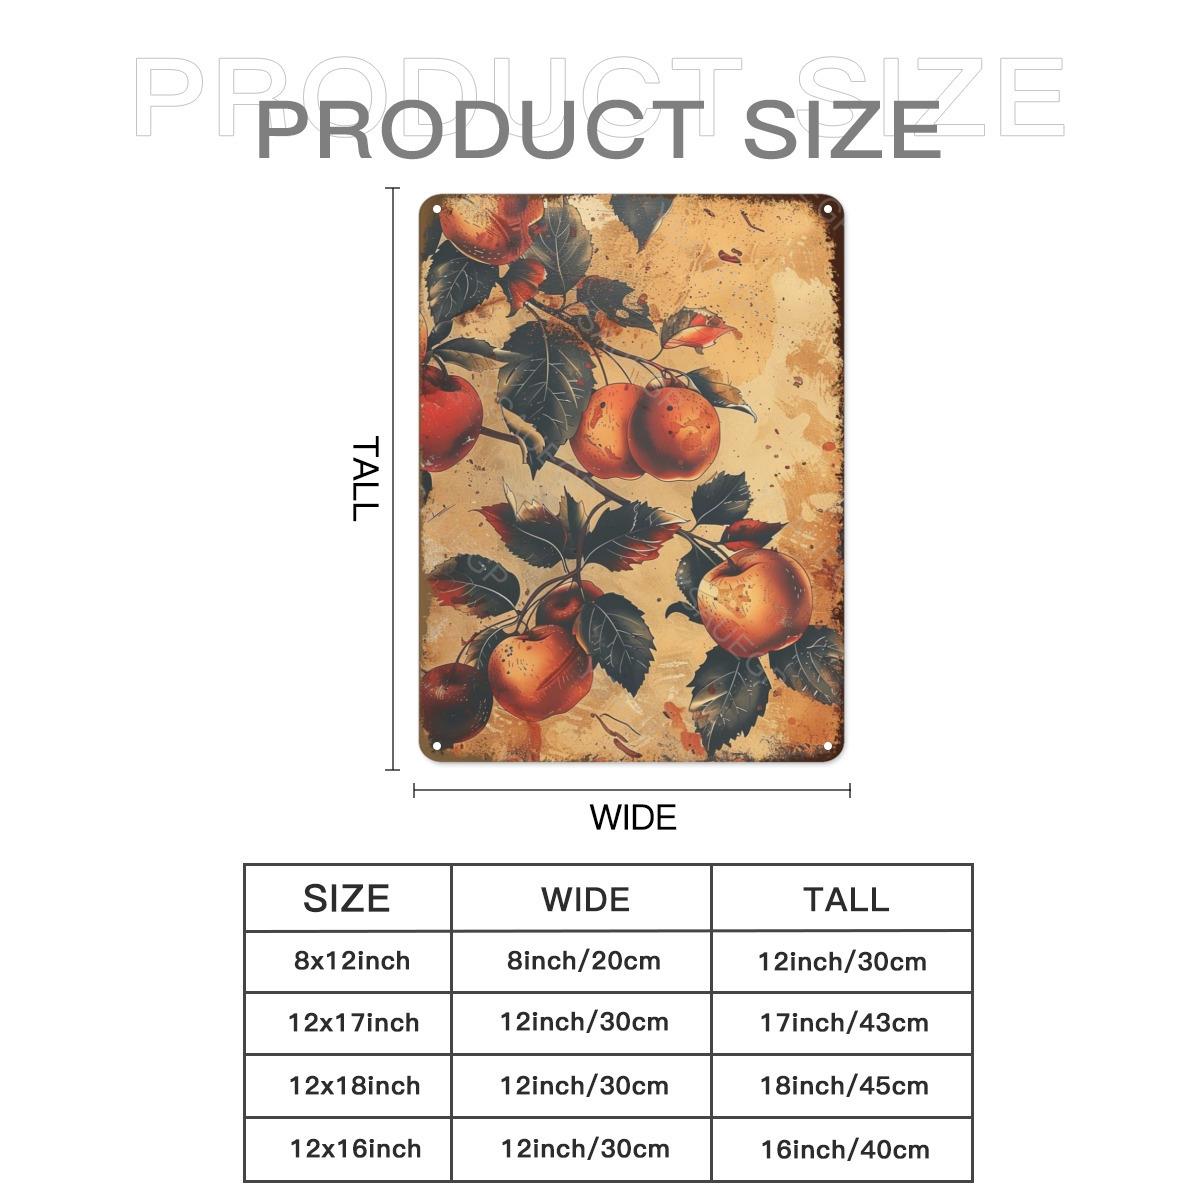 PRODUCT SIZE
PRODUCT SIZE
TALL
WIDE
SIZE WIDE TALL
8x12inch 8inch/20cm 12inch/30cm
12x17inch 12inch/30cm 17inch/43cm
12x18inch 12inch/30cm 18inch/45cm
12x16inch 12inch/30cm 16inch/40cm